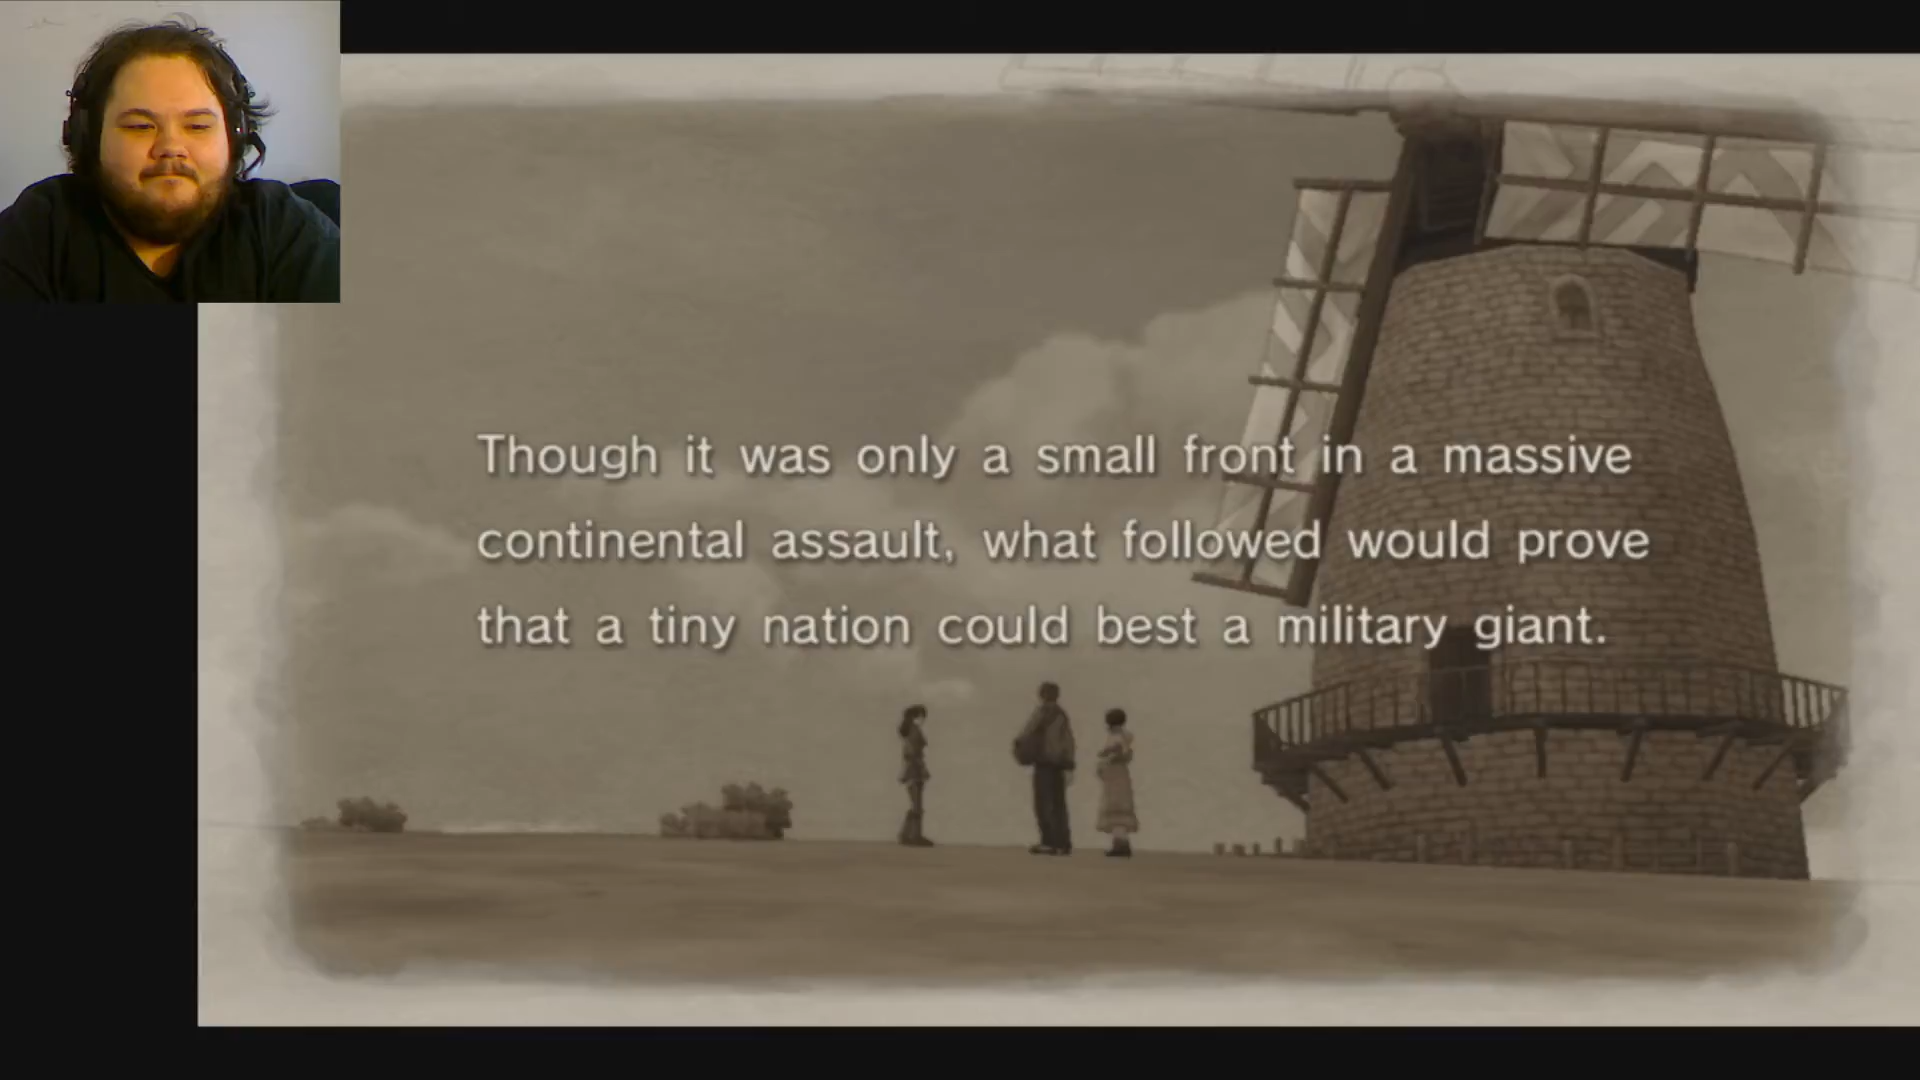 Though it was only a small front in a massive
continental assault, what followed would prove
that a tiny nation could best a military giant.